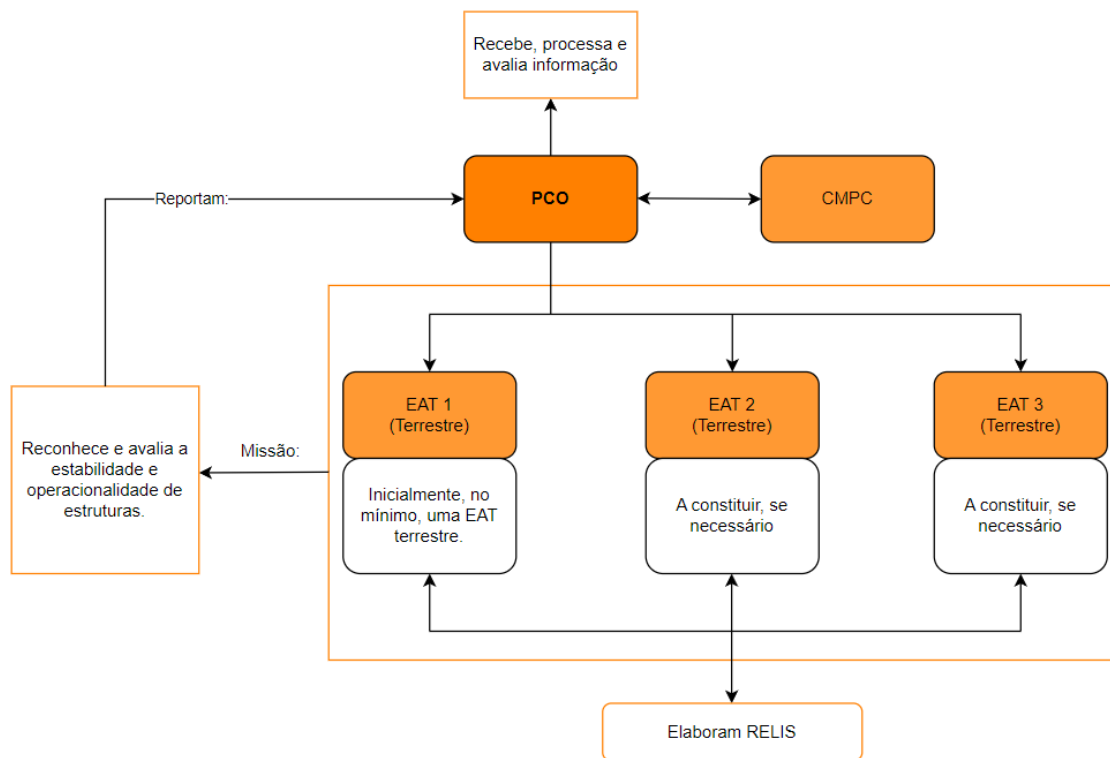 Recebe, processa e
avalia informação
Reportam:
PCO
CMPC
EAT 1
(Terrestre)
EAT 2
(Terrestre)
EAT 3
(Terrestre)
Reconhece e avalia a
estabilidade e
operacionalidade de
estruturas.
Missão:
Inicialmente, no
mínimo, uma EAT
terrestre.
A constituir, se
necessário
A constituir, se
necessário
Elaboram RELIS